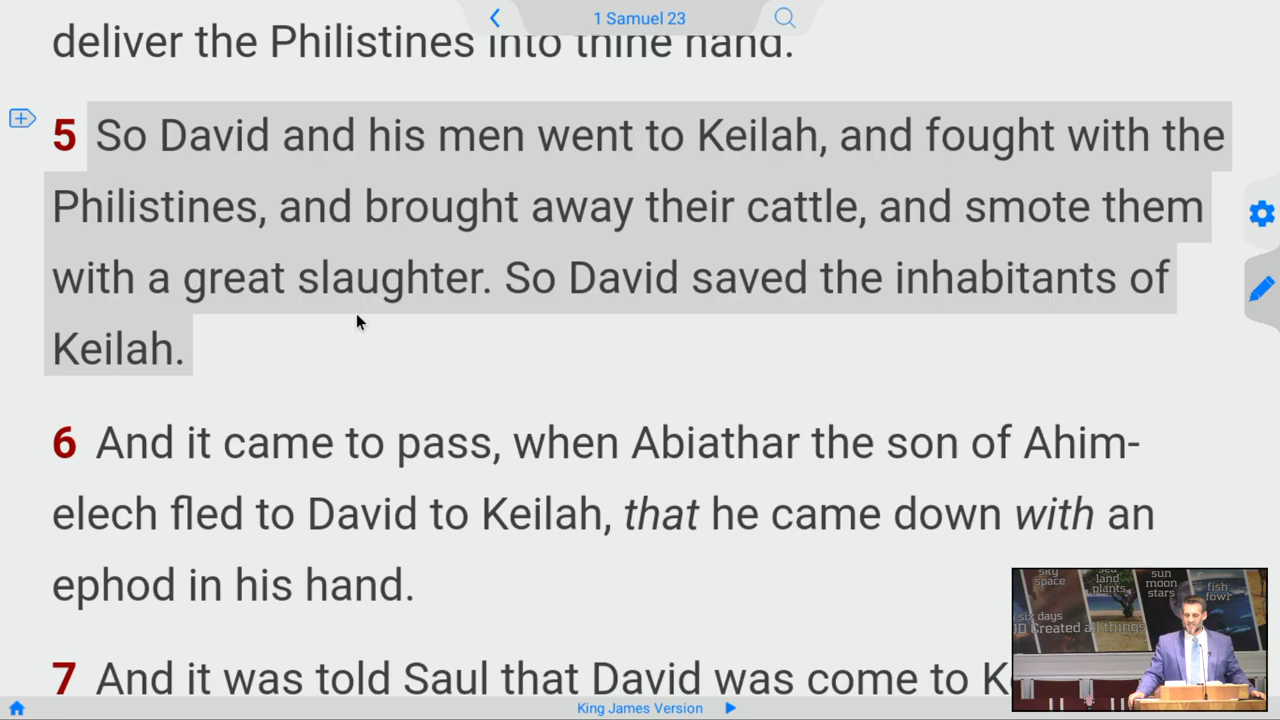 1 Samuel 23
deliver the Philistines into thine hand.
5 So David and his men went to Keilah, and fought with the
Philistines, and brought away their cattle, and smote them
with a great slaughter. So David saved the inhabitants of
Keilah.
6 And it came to pass, when Abiathar the son of Ahim-
elech fled to David to Keilah, that he came down with an
ephod in his hand.
7 And it was told Saul that David was come to K
sky
space
sea
land
plants
sun
moon
stars
fish
fowl
six days
Created all things
King James Version